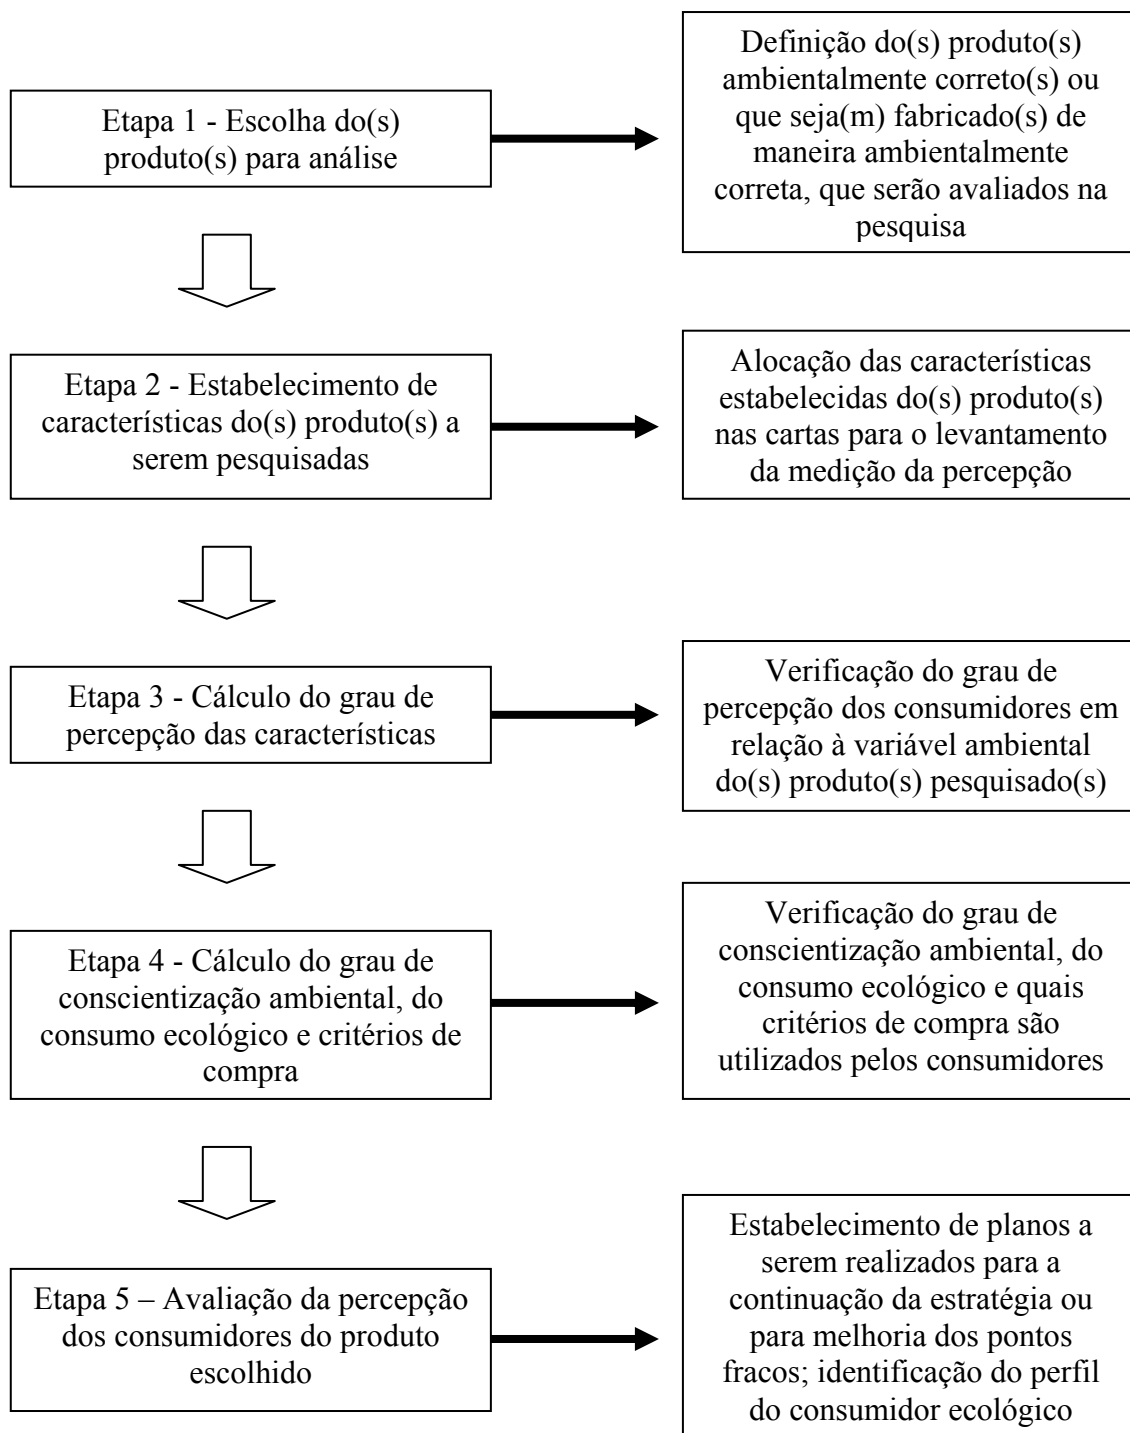 Etapa 1 - Escolha do(s)
produto(s) para análise
Definição do(s) produto(s)
ambientalmente correto(s) ou
que seja(m) fabricado(s) de
maneira ambientalmente
correta, que serão avaliados na
pesquisa
Etapa 2 - Estabelecimento de
características do(s) produto(s) a
serem pesquisadas
Alocação das características
estabelecidas do(s) produto(s)
nas cartas para o levantamento
da medição da percepção
Etapa 3 - Cálculo do grau de
percepção das características
Verificação do grau de
percepção dos consumidores em
relação à variável ambiental
do(s) produto(s) pesquisado(s)
Etapa 4 - Cálculo do grau de
conscientização ambiental, do
consumo ecológico e critérios de
compra
Verificação do grau de
conscientização ambiental, do
consumo ecológico e quais
critérios de compra são
utilizados pelos consumidores
Etapa 5 – Avaliação da percepção
dos consumidores do produto
escolhido
Estabelecimento de planos a
serem realizados para a
continuação da estratégia ou
para melhoria dos pontos
fracos; identificação do perfil
do consumidor ecológico